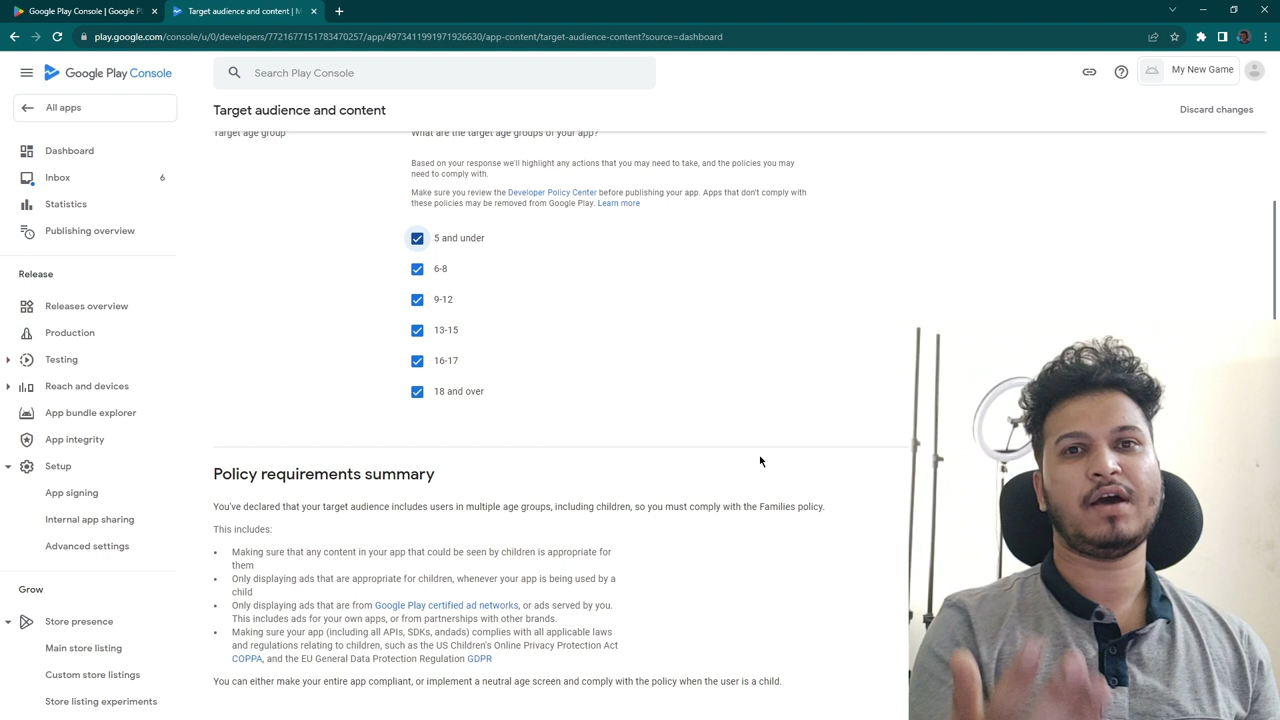 Google Play Console | Google P
Target audience and content | M
play.google.com/console/u/0/developers/7721677151783470257/app/4973411991971926630/app-content/target-audience-content?source=dashboard
Google Play Console
Search Play Console
My New Game
All apps
Target audience and content
Discard changes
Dashboard
Inbox
6
Statistics
Publishing overview
Release
Releases overview
Production
Testing
Reach and devices
App bundle explorer
App integrity
Setup
App signing
Internal app sharing
Advanced settings
Grow
Store presence
Main store listing
Custom store listings
Store listing experiments
Target age group
What are the target age groups of your app?
Based on your response we'll highlight any actions that you may need to take, and the policies you may
need to comply with.
Make sure you review the Developer Policy Center before publishing your app. Apps that don't comply with
these policies may be removed from Google Play. Learn more
5 and under
6-8
9-12
13-15
16-17
18 and over
Policy requirements summary
You've declared that your target audience includes users in multiple age groups, including children, so you must comply with the Families policy.
This includes:
• Making sure that any content in your app that could be seen by children is appropriate for
them
• Only displaying ads that are appropriate for children, whenever your app is being used by a
child
• Only displaying ads that are from Google Play certified ad networks, or ads served by you.
This includes ads for your own apps, or from partnerships with other brands.
• Making sure your app (including all APIs, SDKs, andads) complies with all applicable laws
and regulations relating to children, such as the US Children's Online Privacy Protection Act
COPPA, and the EU General Data Protection Regulation GDPR
You can either make your entire app compliant, or implement a neutral age screen and comply with the policy when the user is a child.